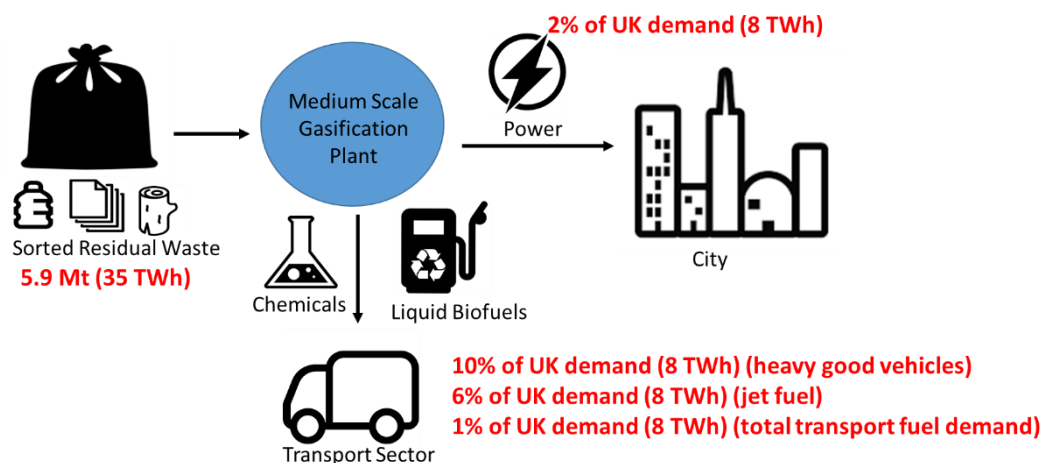 2% of UK demand (8 TWh)
Medium Scale
Gasification
Plant
Power
Sorted Residual Waste
5.9 Mt (35 TWh)
Chemicals
Liquid Biofuels
City
10% of UK demand (8 TWh) (heavy good vehicles)
6% of UK demand (8 TWh) (jet fuel)
1% of UK demand (8 TWh) (total transport fuel demand)
Transport Sector